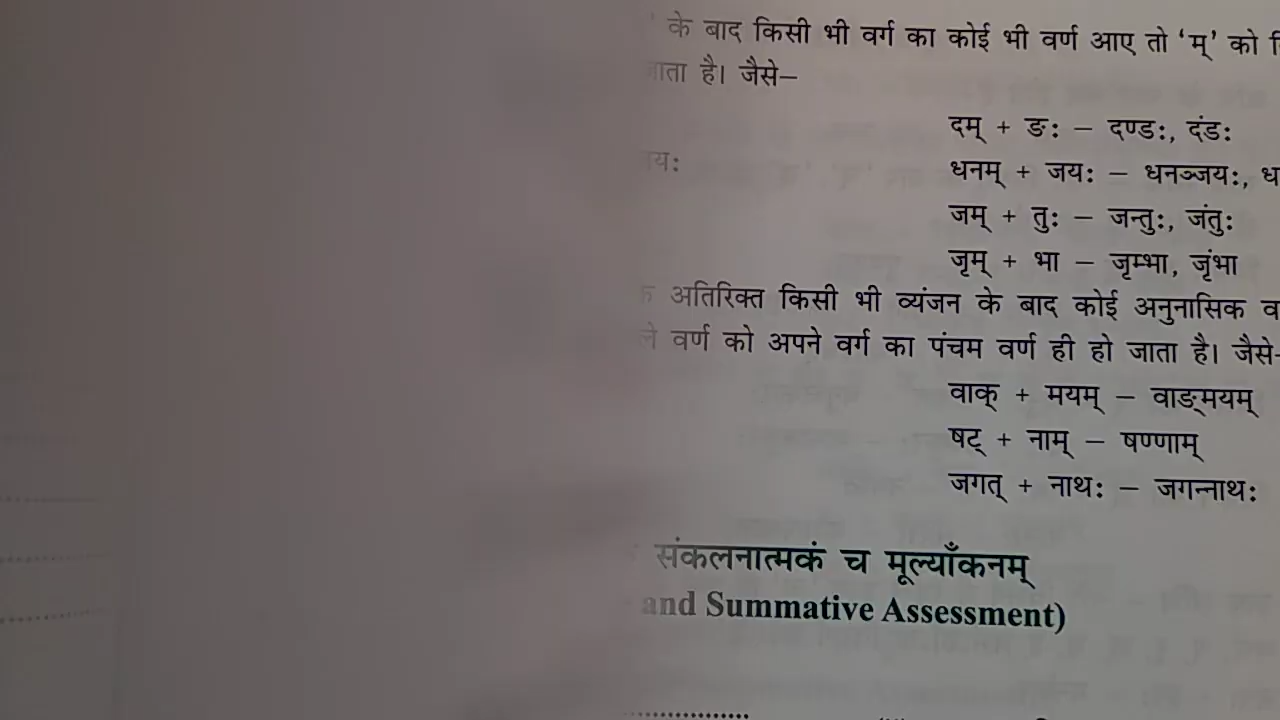 के बाद किसी भी वर्ग का कोई भी वर्ण आए तो ‘म्’ को
जाता है। जैसे–
दम् + ङः – दण्डः, दंडः
यः
धनम् + जयः – धनञ्जयः,
जम् + तुः – जन्तुः, जंतुः
जृम् + भा – जृम्भा, जृंभा
अतिरिक्त किसी भी व्यंजन के बाद कोई अनुनासिक
वर्ण को अपने वर्ग का पंचम वर्ण ही हो जाता है। जैसे–
वाक् + मयम् – वाङ्मयम्
षट् + नाम् – षण्णाम्
जगत् + नाथः – जगन्नाथः
संकलनात्मकं च मूल्याँकनम्
and Summative Assessment)